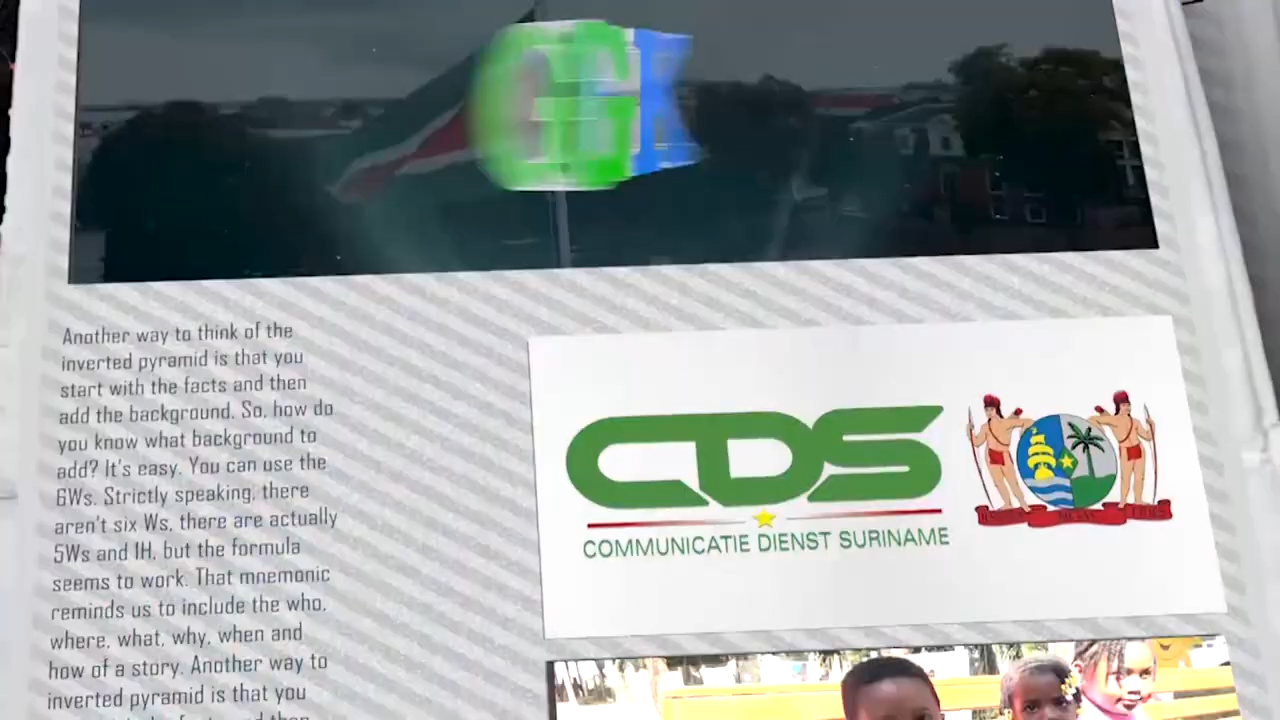 Another way to think of the
inverted pyramid is that you
start with the facts and then
add the background. So, how do
you know what background to
add? It's easy. You can use the
6Ws. Strictly speaking, there
aren't six Ws, there are actually
5Ws and 1H, but the formula
seems to work. That mnemonic
reminds us to include the who,
where, what, why, when and
how of a story. Another way to
inverted pyramid is that you
CDS
COMMUNICATIE DIENST SURINAME